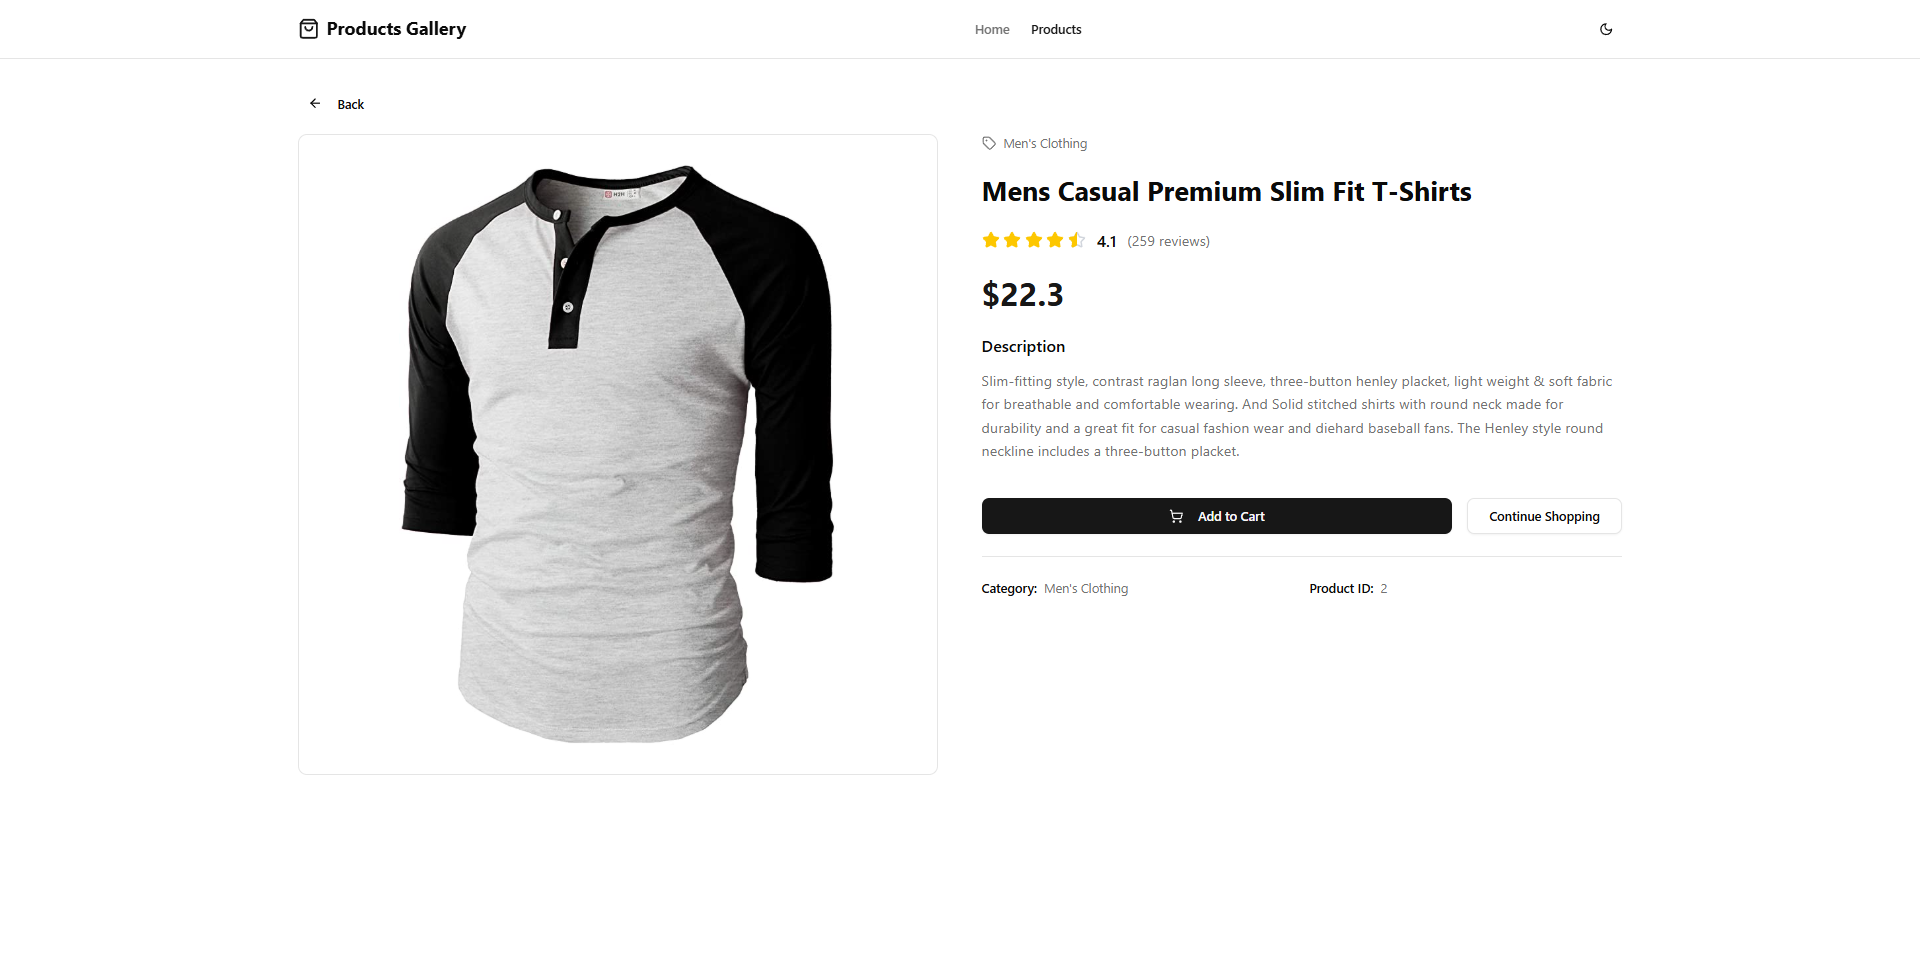 Products Gallery
Home
Products
Back
Men's Clothing
Mens Casual Premium Slim Fit T-Shirts
4.1 (259 reviews)
$22.3
Description
Slim-fitting style, contrast raglan long sleeve, three-button henley placket, light weight & soft fabric
for breathable and comfortable wearing. And Solid stitched shirts with round neck made for
durability and a great fit for casual fashion wear and diehard baseball fans. The Henley style round
neckline includes a three-button placket.
Add to Cart
Continue Shopping
Category: Men's Clothing
Product ID: 2